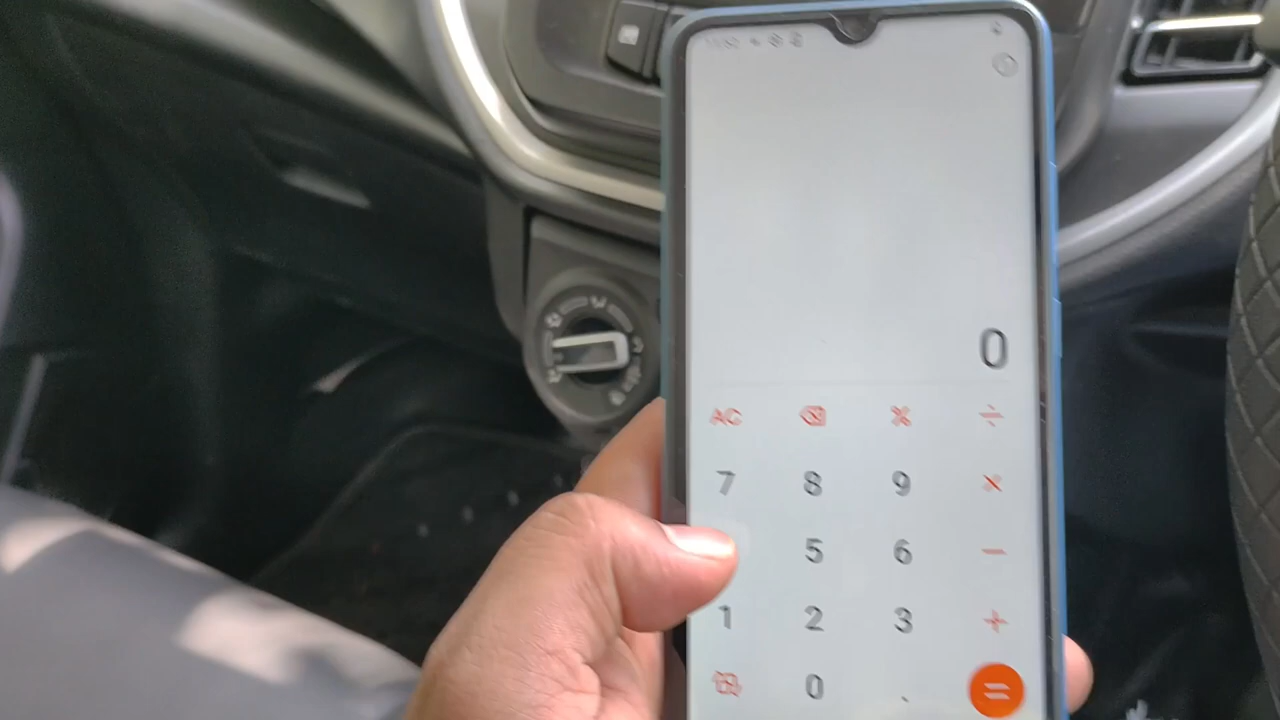 0
AC % ÷
7 8 9 ×
5 6 −
1 2 3 +
0 . =